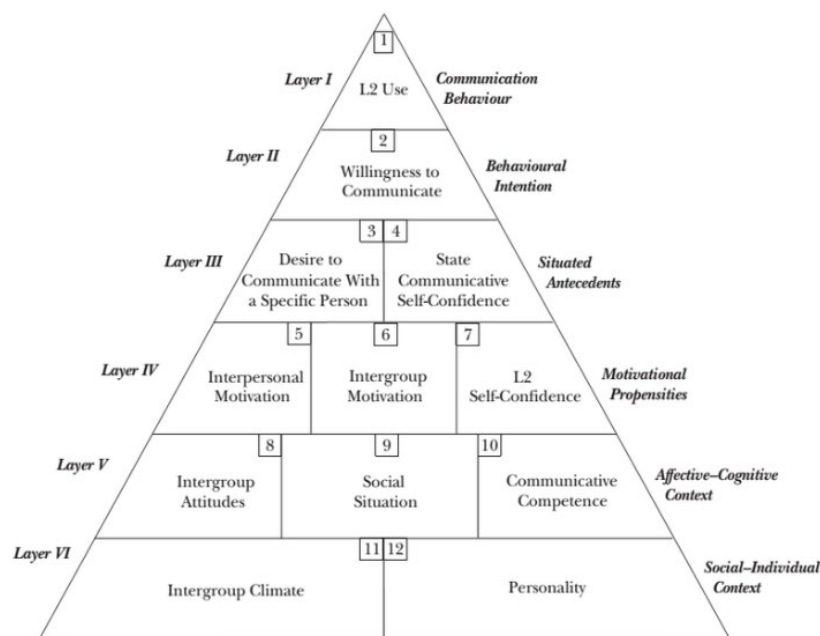 1
Layer I
L2 Use
Communication
Behaviour
2
Layer II
Willingness to
Communicate
Behavioural
Intention
3 4
Layer III
Desire to
Communicate With
a Specific Person
State
Communicative
Self-Confidence
Situated
Antecedents
5 6 7
Layer IV
Interpersonal
Motivation
Intergroup
Motivation
L2
Self-Confidence
Motivational
Propensities
8 9 10
Layer V
Intergroup
Attitudes
Social
Situation
Communicative
Competence
Affective–Cognitive
Context
11 12
Layer VI
Intergroup Climate
Personality
Social–Individual
Context